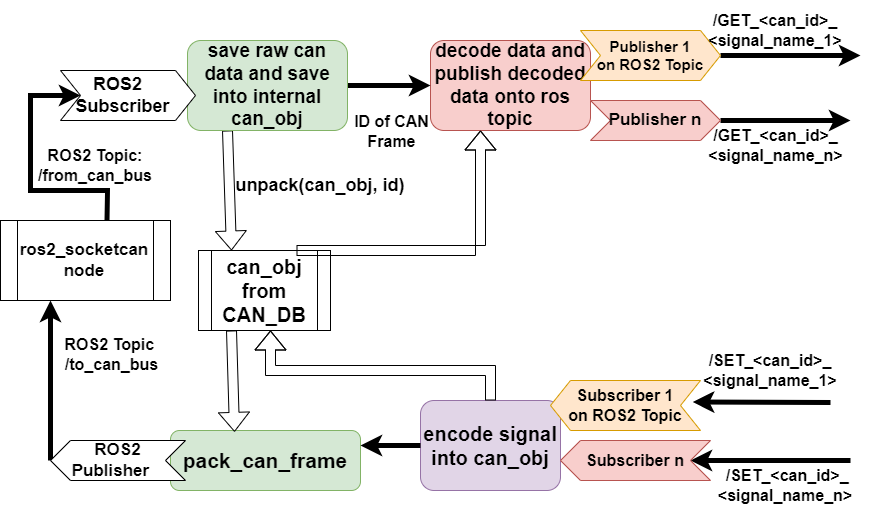 /GET_<can_id>_
<signal_name_1>
save raw can
data and save
into internal
can_obj
decode data and
publish decoded
data onto ros
topic
Publisher 1
on ROS2 Topic
ROS2
Subscriber
ID of CAN
Frame
Publisher n
/GET_<can_id>_
<signal_name_n>
ROS2 Topic:
/from_can_bus
unpack(can_obj, id)
ros2_socketcan
node
can_obj
from
CAN_DB
ROS2 Topic
/to_can_bus
/SET_<can_id>_
<signal_name_1>
Subscriber 1
on ROS2 Topic
encode signal
into can_obj
ROS2
Publisher
pack_can_frame
Subscriber n
/SET_<can_id>_
<signal_name_n>